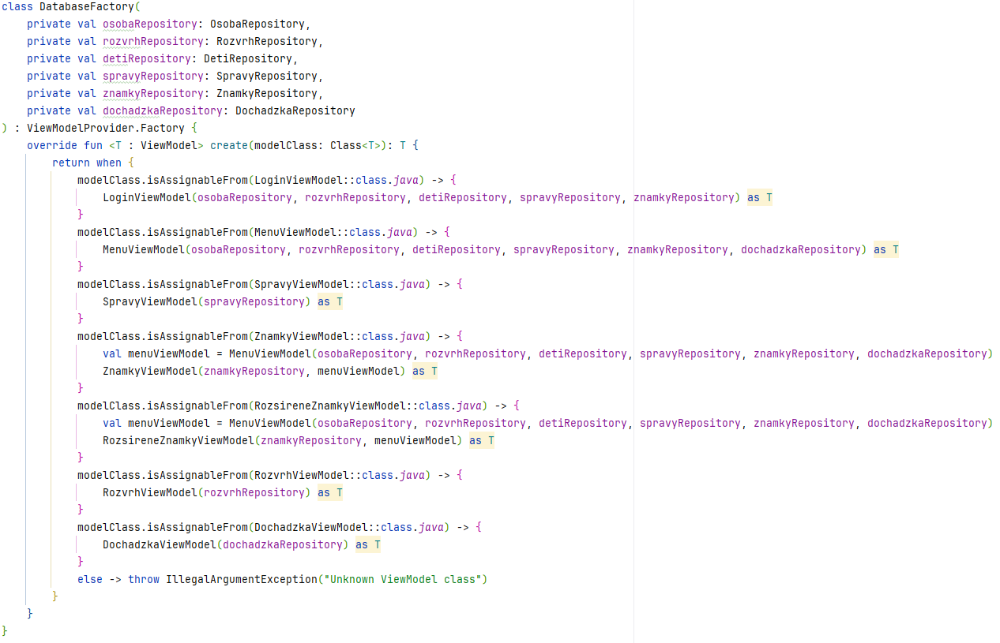 class DatabaseFactory(
    private val osobaRepository: OsobaRepository,
    private val rozvrhRepository: RozvrhRepository,
    private val detiRepository: DetiRepository,
    private val spravyRepository: SpravyRepository,
    private val znamkyRepository: ZnamkyRepository,
    private val dochadzkaRepository: DochadzkaRepository
) : ViewModelProvider.Factory {
    override fun <T : ViewModel> create(modelClass: Class<T>): T {
        return when {
            modelClass.isAssignableFrom(LoginViewModel::class.java) -> {
                LoginViewModel(osobaRepository, rozvrhRepository, detiRepository, spravyRepository, znamkyRepository) as T
            }
            modelClass.isAssignableFrom(MenuViewModel::class.java) -> {
                MenuViewModel(osobaRepository, rozvrhRepository, detiRepository, spravyRepository, znamkyRepository, dochadzkaRepository) as T
            }
            modelClass.isAssignableFrom(SpravyViewModel::class.java) -> {
                SpravyViewModel(spravyRepository) as T
            }
            modelClass.isAssignableFrom(ZnamkyViewModel::class.java) -> {
                val menuViewModel = MenuViewModel(osobaRepository, rozvrhRepository, detiRepository, spravyRepository, znamkyRepository, dochadzkaRepository)
                ZnamkyViewModel(znamkyRepository, menuViewModel) as T
            }
            modelClass.isAssignableFrom(RozsireneZnamkyViewModel::class.java) -> {
                val menuViewModel = MenuViewModel(osobaRepository, rozvrhRepository, detiRepository, spravyRepository, znamkyRepository, dochadzkaRepository)
                RozsireneZnamkyViewModel(znamkyRepository, menuViewModel) as T
            }
            modelClass.isAssignableFrom(RozvrhViewModel::class.java) -> {
                RozvrhViewModel(rozvrhRepository) as T
            }
            modelClass.isAssignableFrom(DochadzkaViewModel::class.java) -> {
                DochadzkaViewModel(dochadzkaRepository) as T
            }
            else -> throw IllegalArgumentException("Unknown ViewModel class")
        }
    }
}